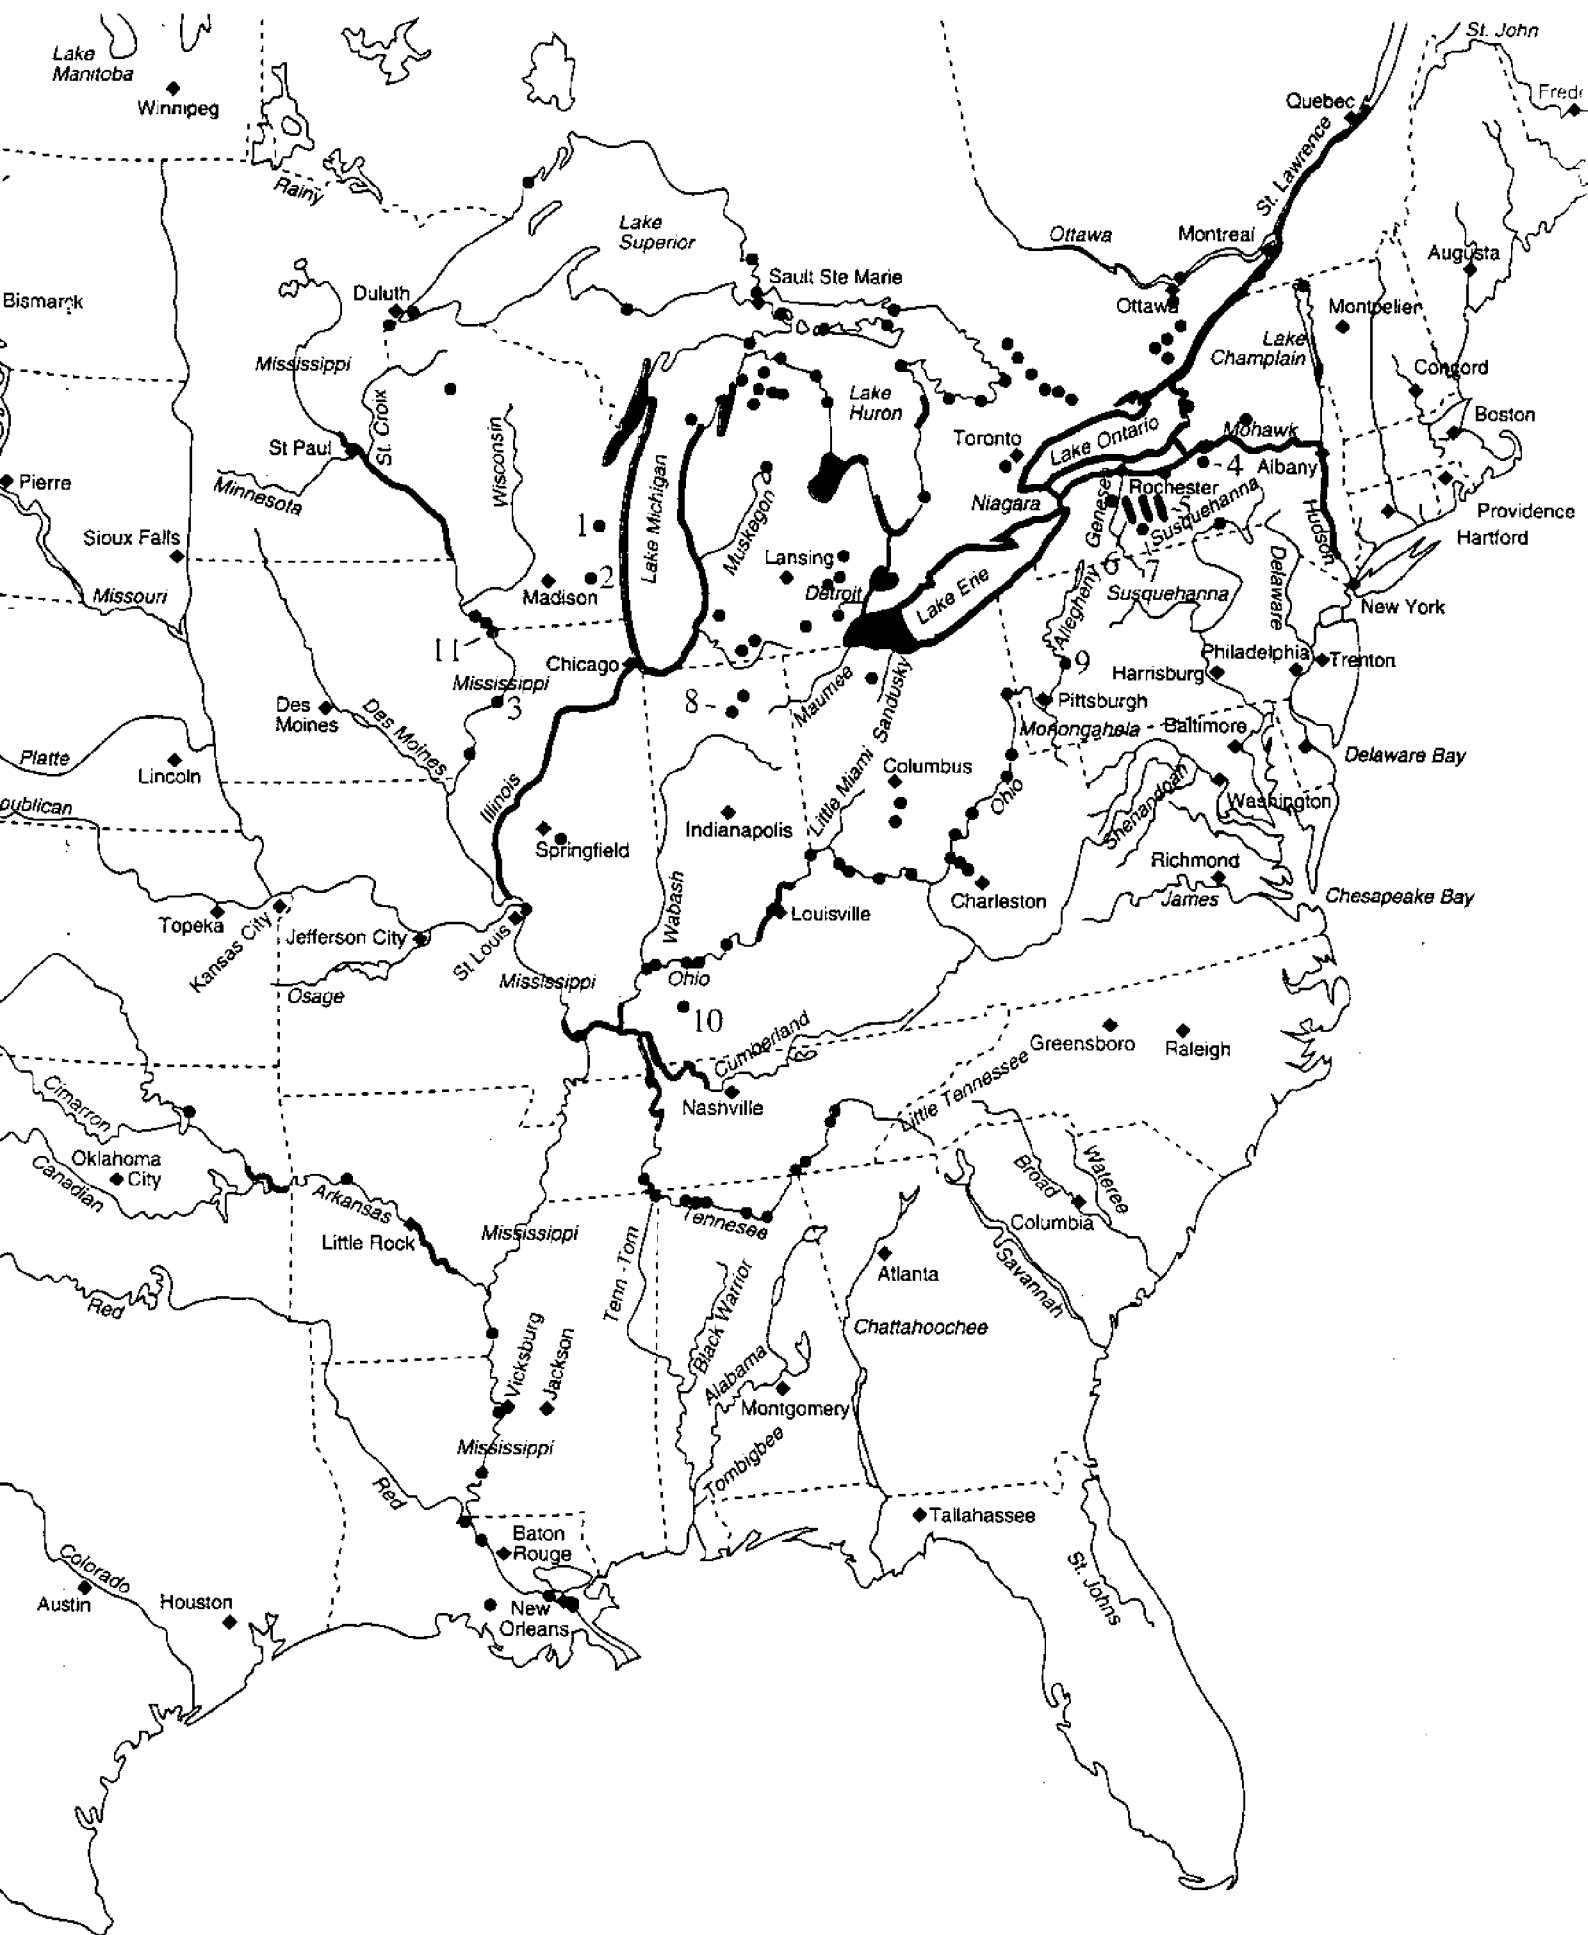 St. John
Lake
Manitoba
Winnipeg
Quebec
Frede
St. Lawrence
Rainy
Lake
Superior
Ottawa
Montreal
Augusta
Sault Ste Marie
Bismarck
Duluth
Ottawa
Montpelier
Lake
Champlain
Mississippi
Concord
St. Croix
Lake
Huron
Boston
St Paul
Wisconsin
Toronto
Lake Ontario
Mohawk
4
Albany
Pierre
Minnesota
Lake Michigan
Muskegon
Niagara
Genesee
Rochester
Susquehanna
Hudson
Providence
Hartford
Sioux Falls
1
Lansing
6
7
Delaware
Missouri
2
Madison
Detroit
Lake Erie
Allegheny
Susquehanna
New York
11
Chicago
Philadelphia
Trenton
9
Harrisburg
Mississippi
3
8
Maumee
Sandusky
Pittsburgh
Des
Moines
Des Moines
Monongahela
Baltimore
Delaware Bay
Platte
Lincoln
Columbus
Little Miami
Ohio
Shenandoah
Washington
publican
Illinois
Indianapolis
Springfield
Richmond
Wabash
Charleston
James
Chesapeake Bay
Topeka
Kansas City
Jefferson City
St Louis
Louisville
Osage
Mississippi
Ohio
10
Cumberland
Greensboro
Raleigh
Cimarron
Nashville
Little Tennessee
Oklahoma
City
Canadian
Arkansas
Broad
Wateree
Little Rock
Mississippi
Tennesee
Columbia
Tenn-Tom
Atlanta
Savannah
Red
Black Warrior
Chattahoochee
Vicksburg
Jackson
Alabama
Montgomery
Mississippi
Tombigbee
Red
Tallahassee
Baton
Rouge
Colorado
Austin
Houston
New
Orleans
St. Johns